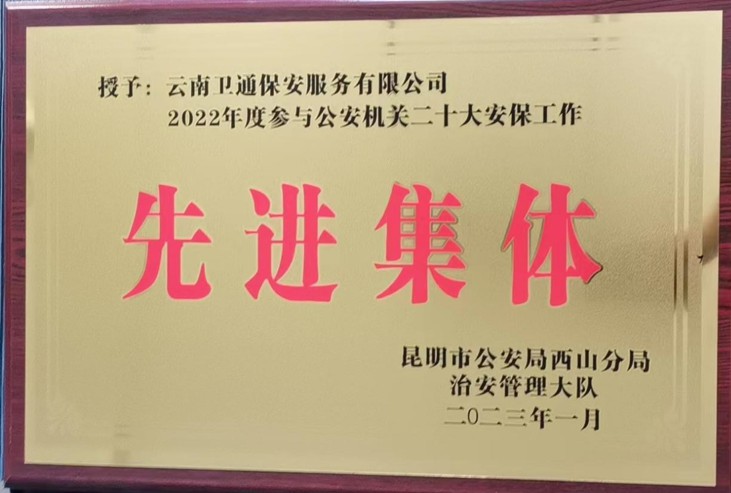 授予：云南卫通保安服务有限公司
2022年度参与公安机关二十大安保工作
先进集体
昆明市公安局西山分局
治安管理大队
二〇二三年一月